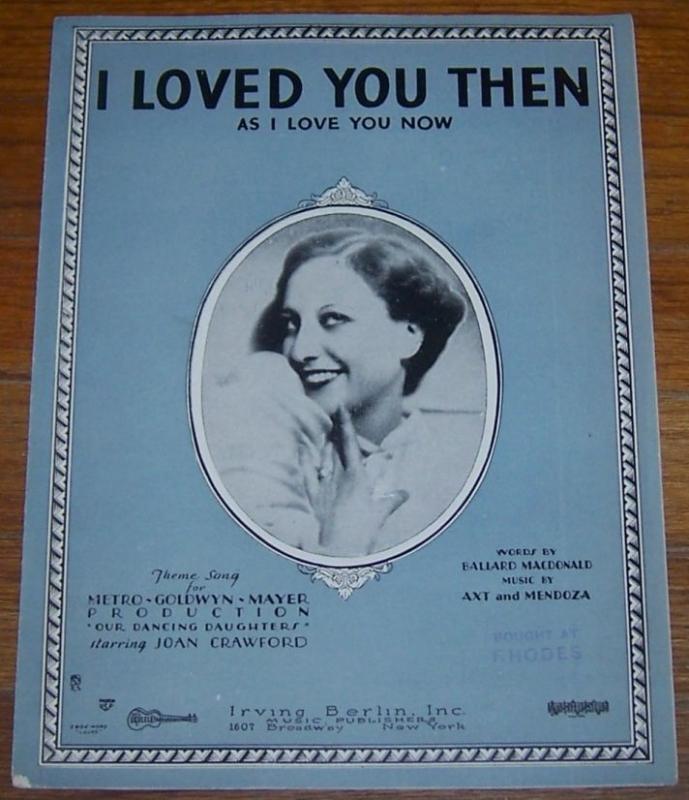 I LOVED YOU THEN
AS I LOVE YOU NOW
WORDS BY
BALLARD MACDONALD
MUSIC BY
AXT and MENDOZA
Theme Song
for
METRO-GOLDWYN-MAYER
PRODUCTION
"OUR DANCING DAUGHTERS"
starring JOAN CRAWFORD
BOUGHT AT
F. HODES
UKULELE
Irving Berlin, Inc.
MUSIC PUBLISHERS
1607 Broadway New York